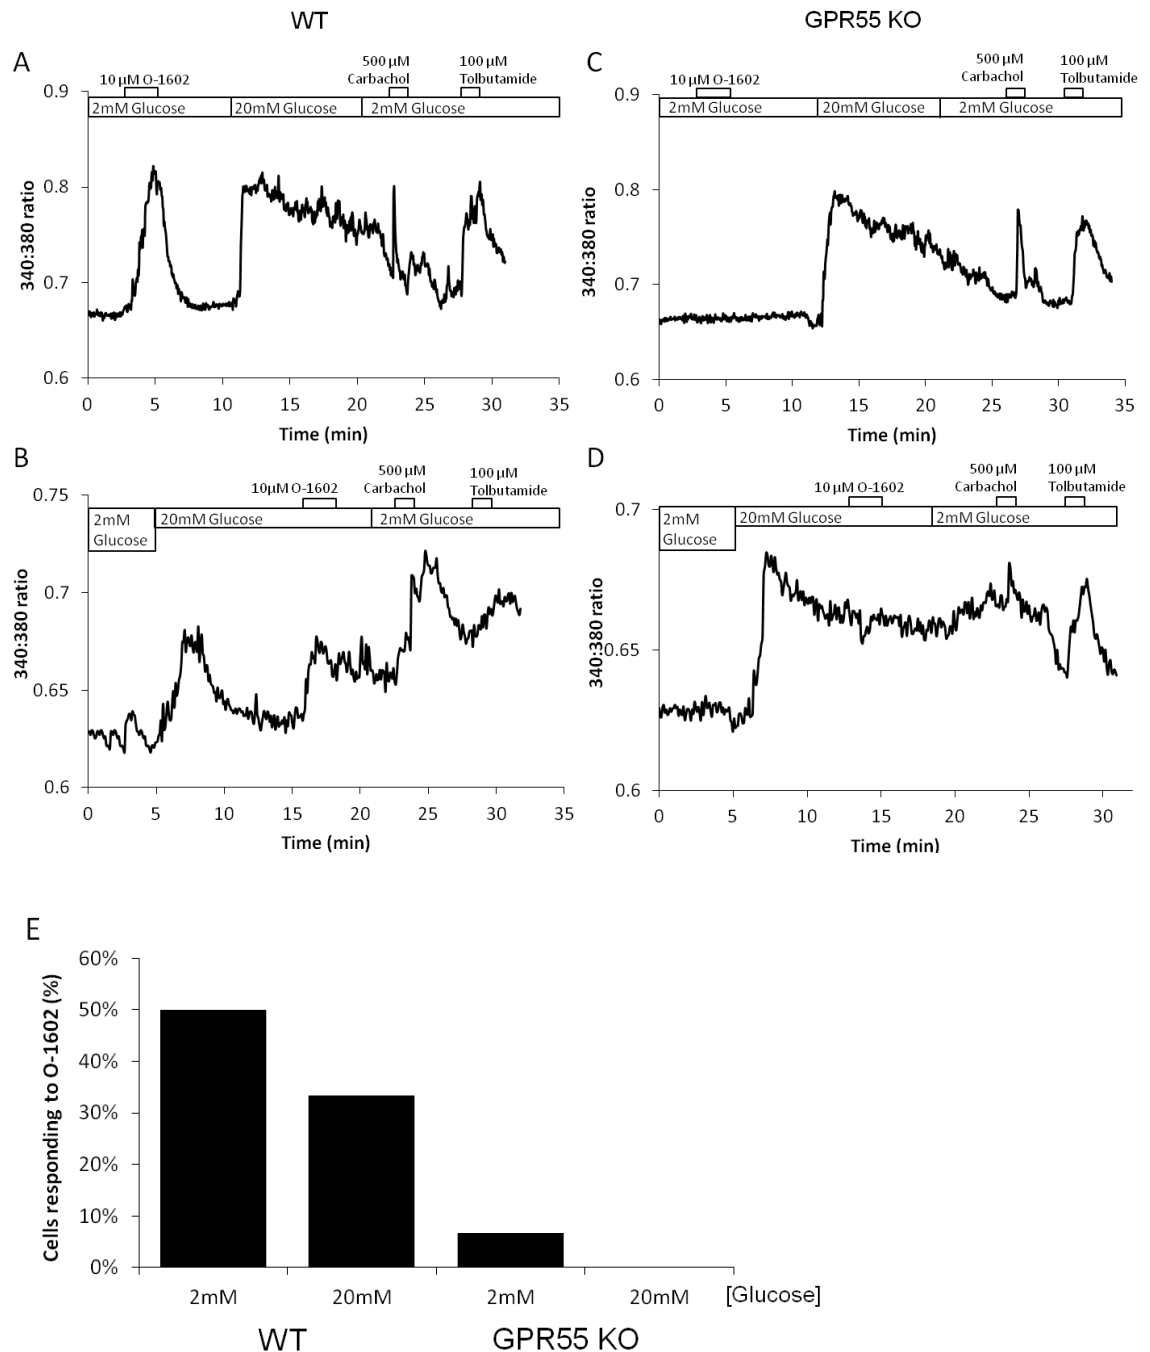 WT
GPR55 KO
A
500 µM
Carbachol
100 µM
Tolbutamide
10 µM O-1602
2mM Glucose
20mM Glucose
2mM Glucose
0.9
0.8
0.7
0.6
340:380 ratio
0
5
10
15
20
25
30
35
Time (min)
C
500 µM
Carbachol
100 µM
Tolbutamide
10 µM O-1602
2mM Glucose
20mM Glucose
2mM Glucose
0.9
0.8
0.7
0.6
340:380 ratio
0
5
10
15
20
25
30
35
Time (min)
B
500 µM
Carbachol
100 µM
Tolbutamide
10µM O-1602
2mM
Glucose
20mM Glucose
2mM Glucose
0.75
0.7
0.65
0.6
340:380 ratio
0
5
10
15
20
25
30
35
Time (min)
D
500 µM
Carbachol
100 µM
Tolbutamide
10 µM O-1602
2mM
Glucose
20mM Glucose
2mM Glucose
0.7
0.65
0.6
340:380 ratio
0
5
10
15
20
25
30
Time (min)
E
60%
50%
40%
30%
20%
10%
0%
Cells responding to O-1602 (%)
2mM
20mM
2mM
20mM
[Glucose]
WT
GPR55 KO